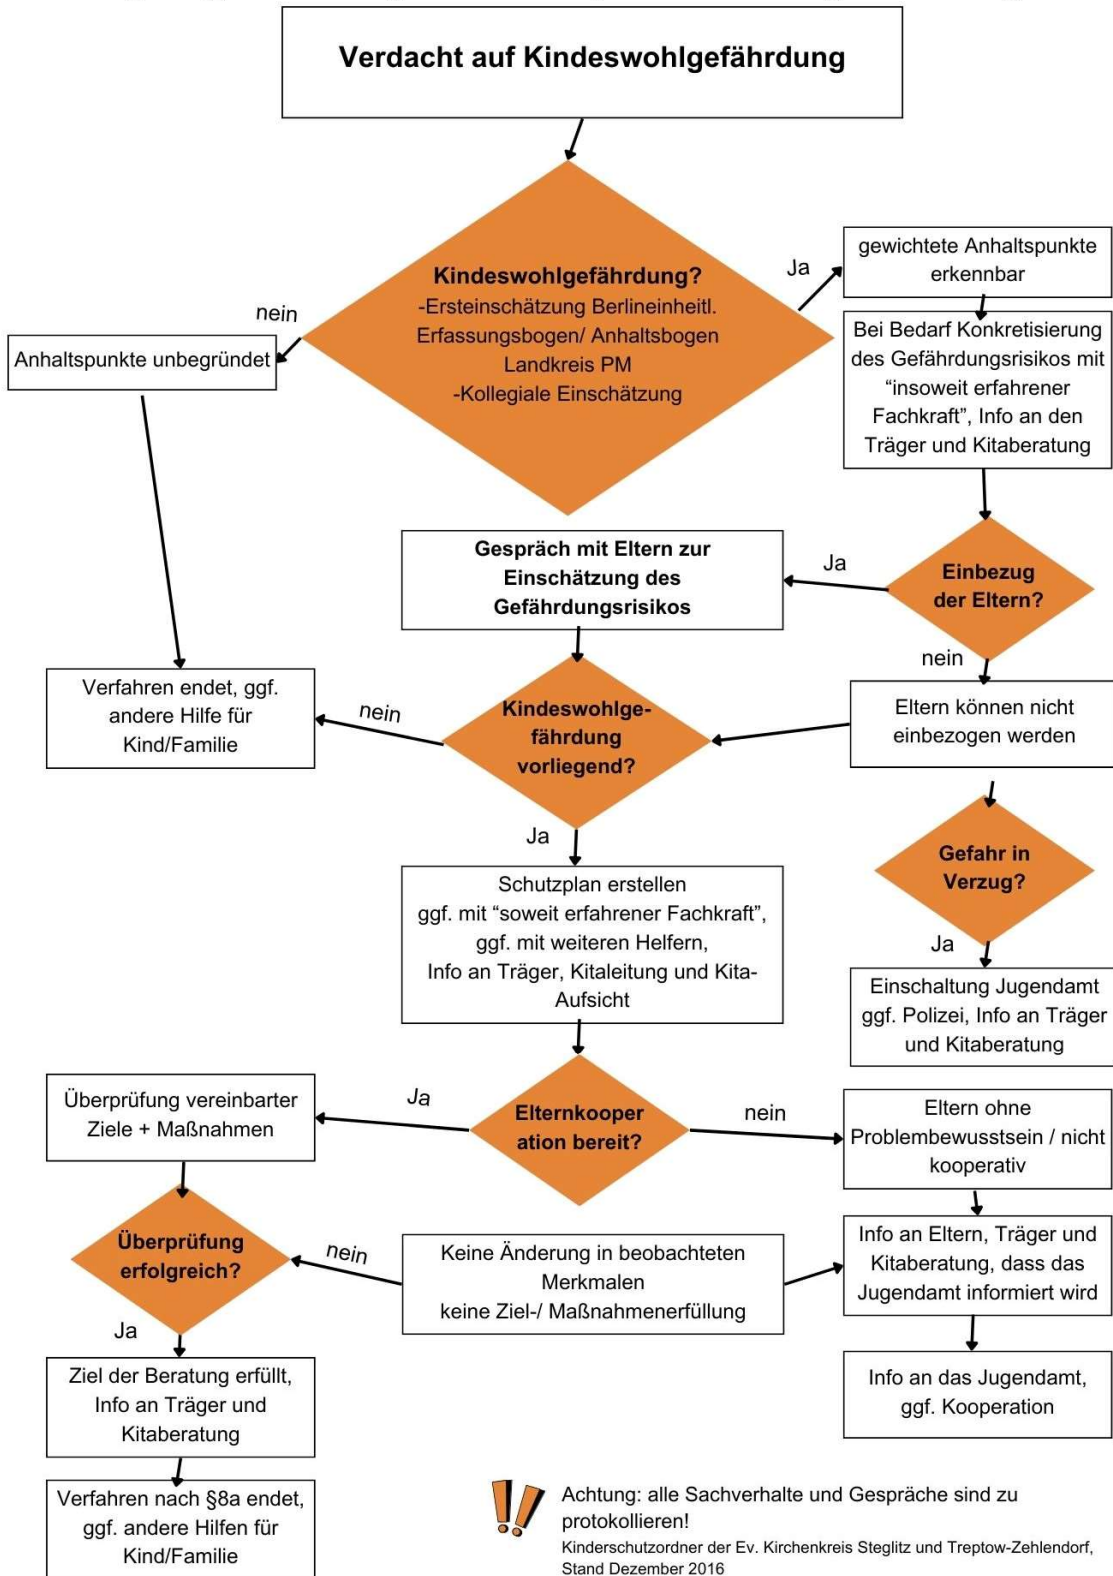 Verdacht auf Kindeswohlgefährdung
Kindeswohlgefährdung?
-Ersteinschätzung Berlineinheitl.
Erfassungsbogen/ Anhaltsbogen
Landkreis PM
-Kollegiale Einschätzung
Ja
gewichtete Anhaltspunkte
erkennbar
nein
Anhaltspunkte unbegründet
Bei Bedarf Konkretisierung
des Gefährdungsrisikos mit
“insoweit erfahrener
Fachkraft”, Info an den
Träger und Kitaberatung
Einbezug
der Eltern?
Ja
Gespräch mit Eltern zur
Einschätzung des
Gefährdungsrisikos
nein
Eltern können nicht
einbezogen werden
Kindeswohlge-
fährdung
vorliegend?
nein
Verfahren endet, ggf.
andere Hilfe für
Kind/Familie
Gefahr in
Verzug?
Ja
Einschaltung Jugendamt
ggf. Polizei, Info an Träger
und Kitaberatung
Ja
Schutzplan erstellen
ggf. mit “soweit erfahrener Fachkraft”,
ggf. mit weiteren Helfern,
Info an Träger, Kitaleitung und Kita-
Aufsicht
Elternkooper
ation bereit?
Ja
Überprüfung vereinbarter
Ziele + Maßnahmen
nein
Eltern ohne
Problembewusstsein / nicht
kooperativ
Überprüfung
erfolgreich?
nein
Keine Änderung in beobachteten
Merkmalen
keine Ziel-/ Maßnahmenerfüllung
Info an Eltern, Träger und
Kitaberatung, dass das
Jugendamt informiert wird
Ja
Ziel der Beratung erfüllt,
Info an Träger und
Kitaberatung
Info an das Jugendamt,
ggf. Kooperation
Verfahren nach §8a endet,
ggf. andere Hilfen für
Kind/Familie
Achtung: alle Sachverhalte und Gespräche sind zu
protokollieren!
Kinderschutzordner der Ev. Kirchenkreis Steglitz und Treptow-Zehlendorf,
Stand Dezember 2016